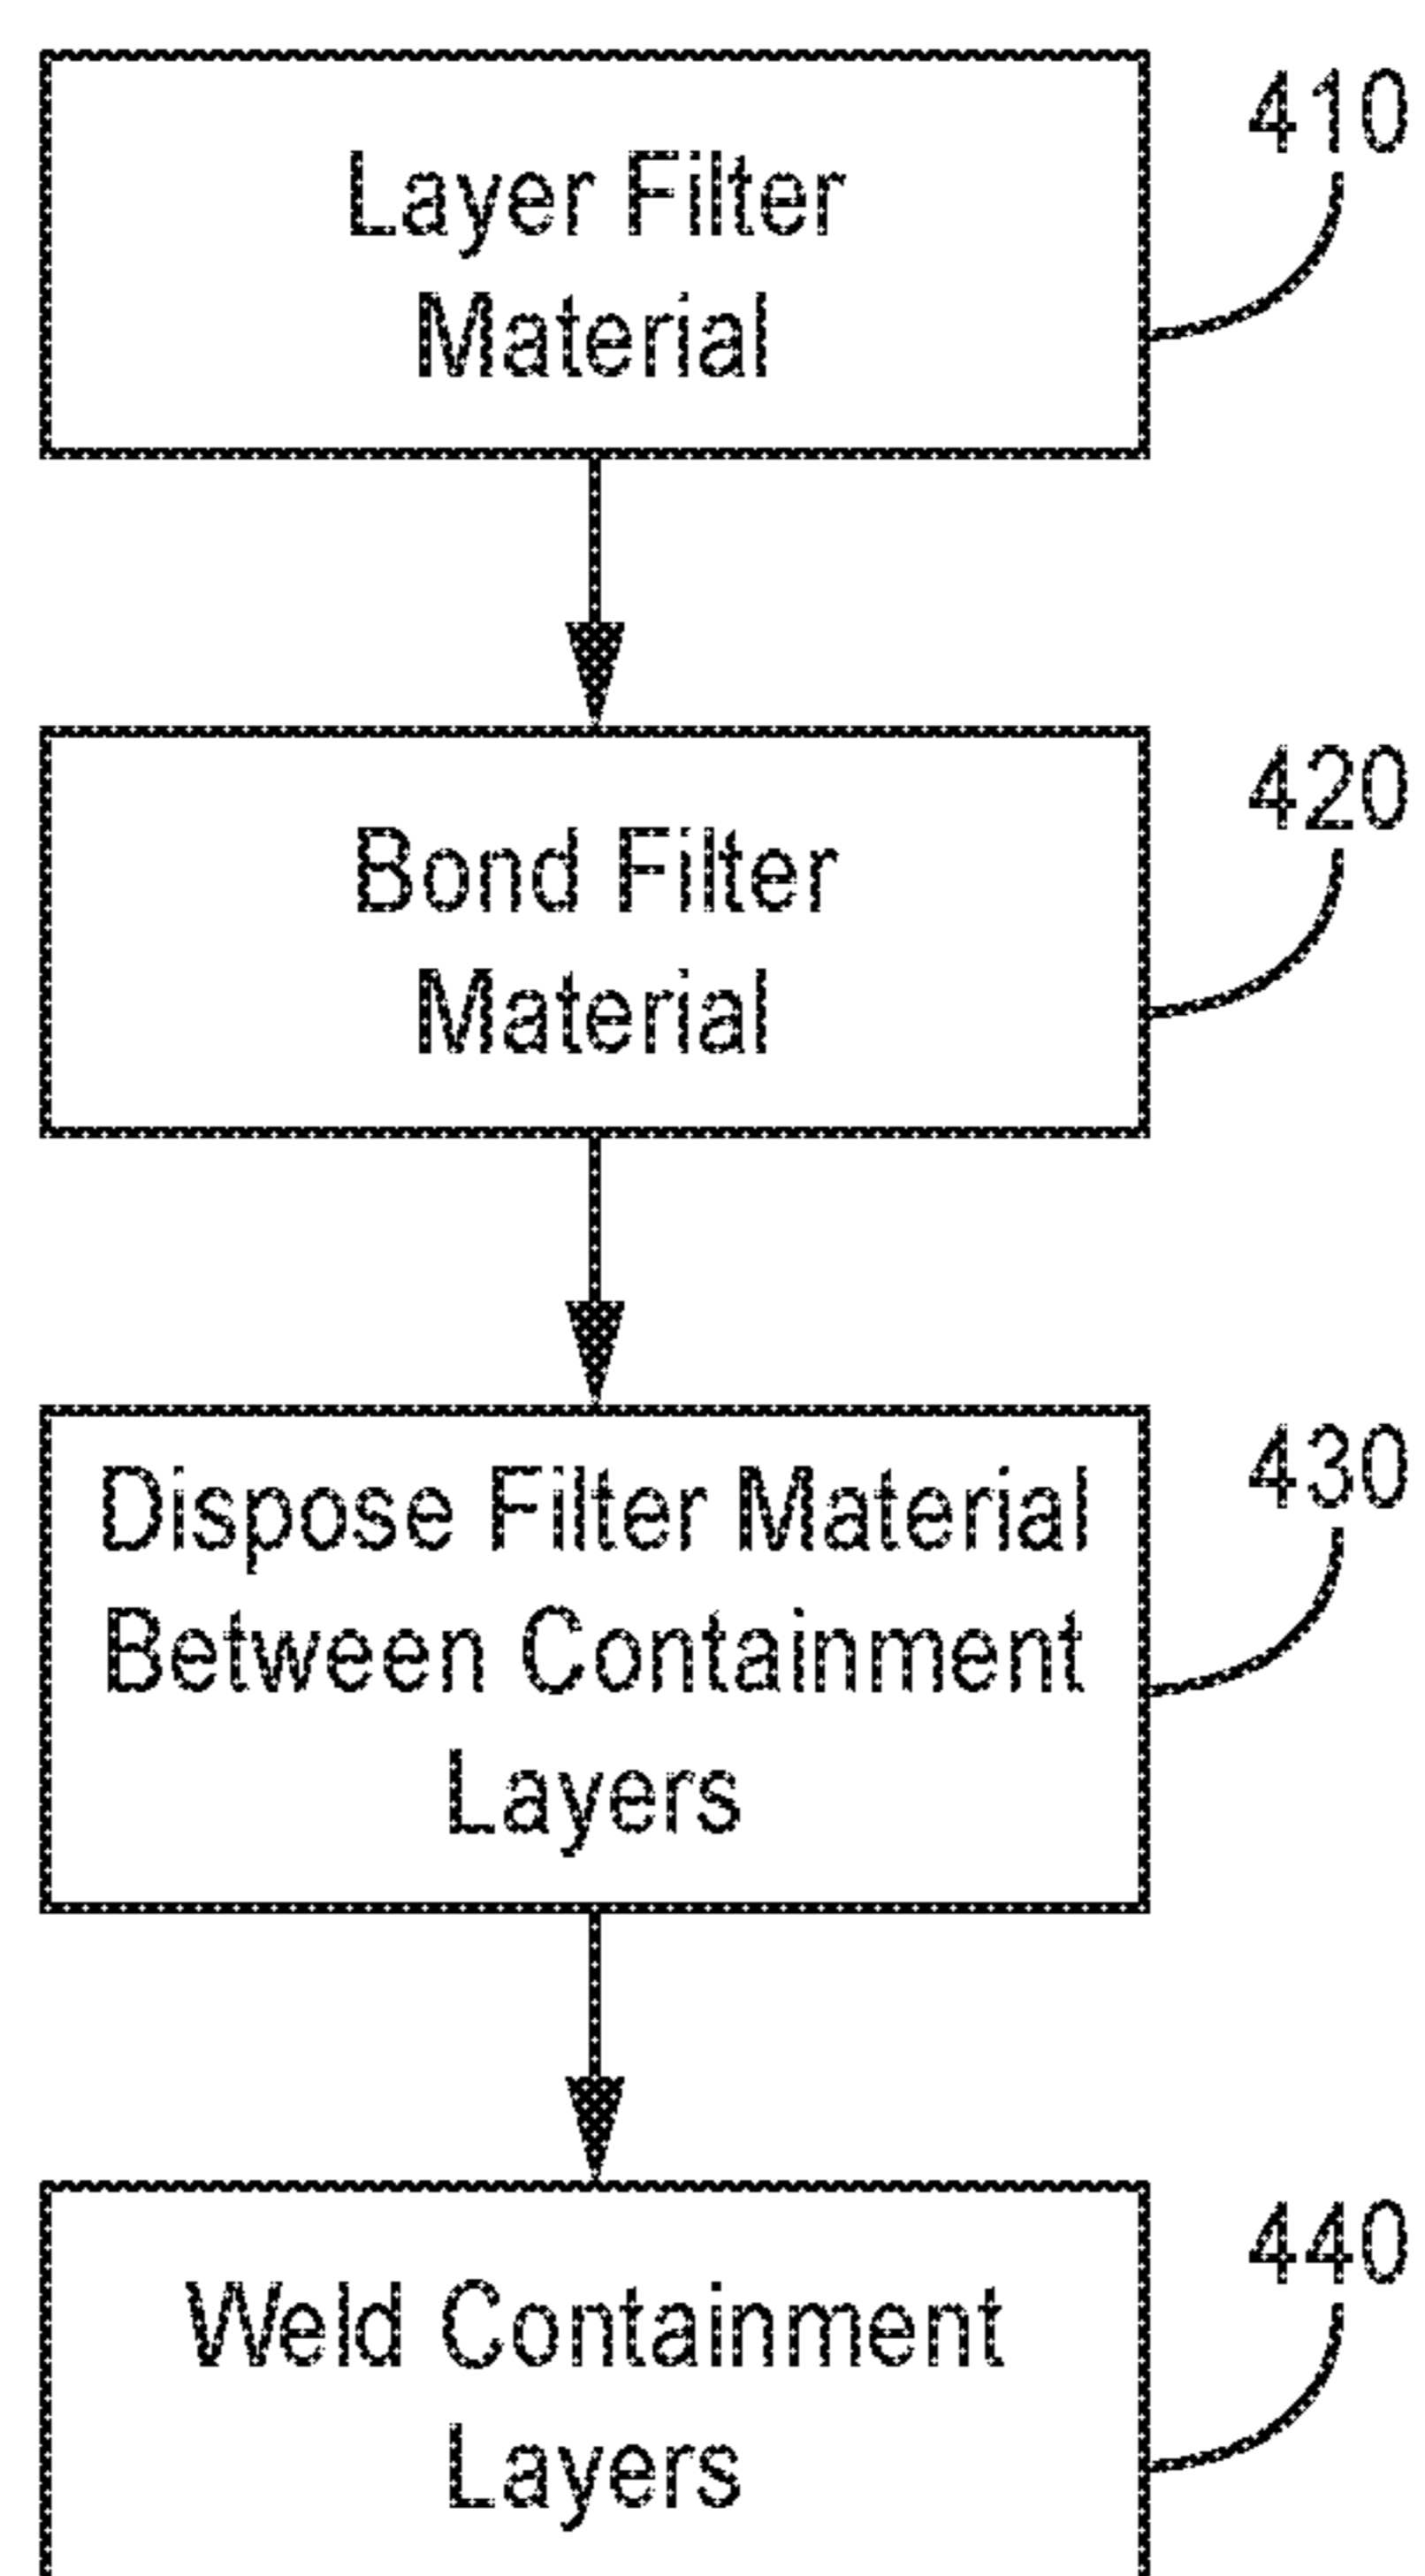 410
Layer Filter
Material
420
Bond Filter
Material
430
Dispose Filter Material
Between Containment
Layers
440
Weld Containment
Layers